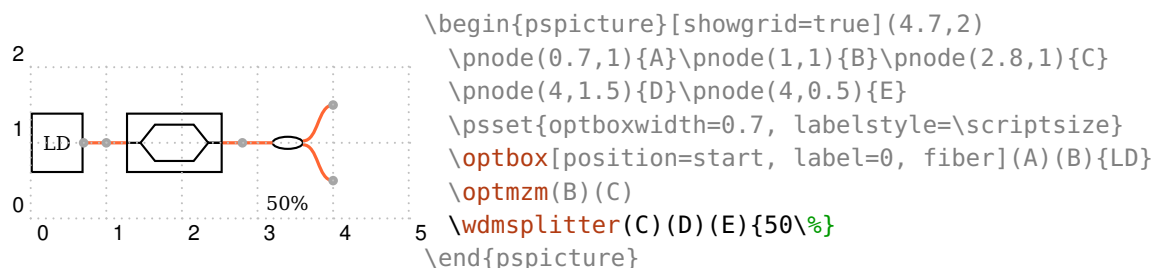 2
1
0
LD
50%
0 1 2 3 4 5
\begin{pspicture}[showgrid=true](4.7,2)
\pnode(0.7,1){A}\pnode(1,1){B}\pnode(2.8,1){C}
\pnode(4,1.5){D}\pnode(4,0.5){E}
\psset{optboxwidth=0.7, labelstyle=\scriptsize}
\optbox[position=start, label=0, fiber](A)(B){LD}
\optmzm(B)(C)
\wdmsplitter(C)(D)(E){50\%}
\end{pspicture}